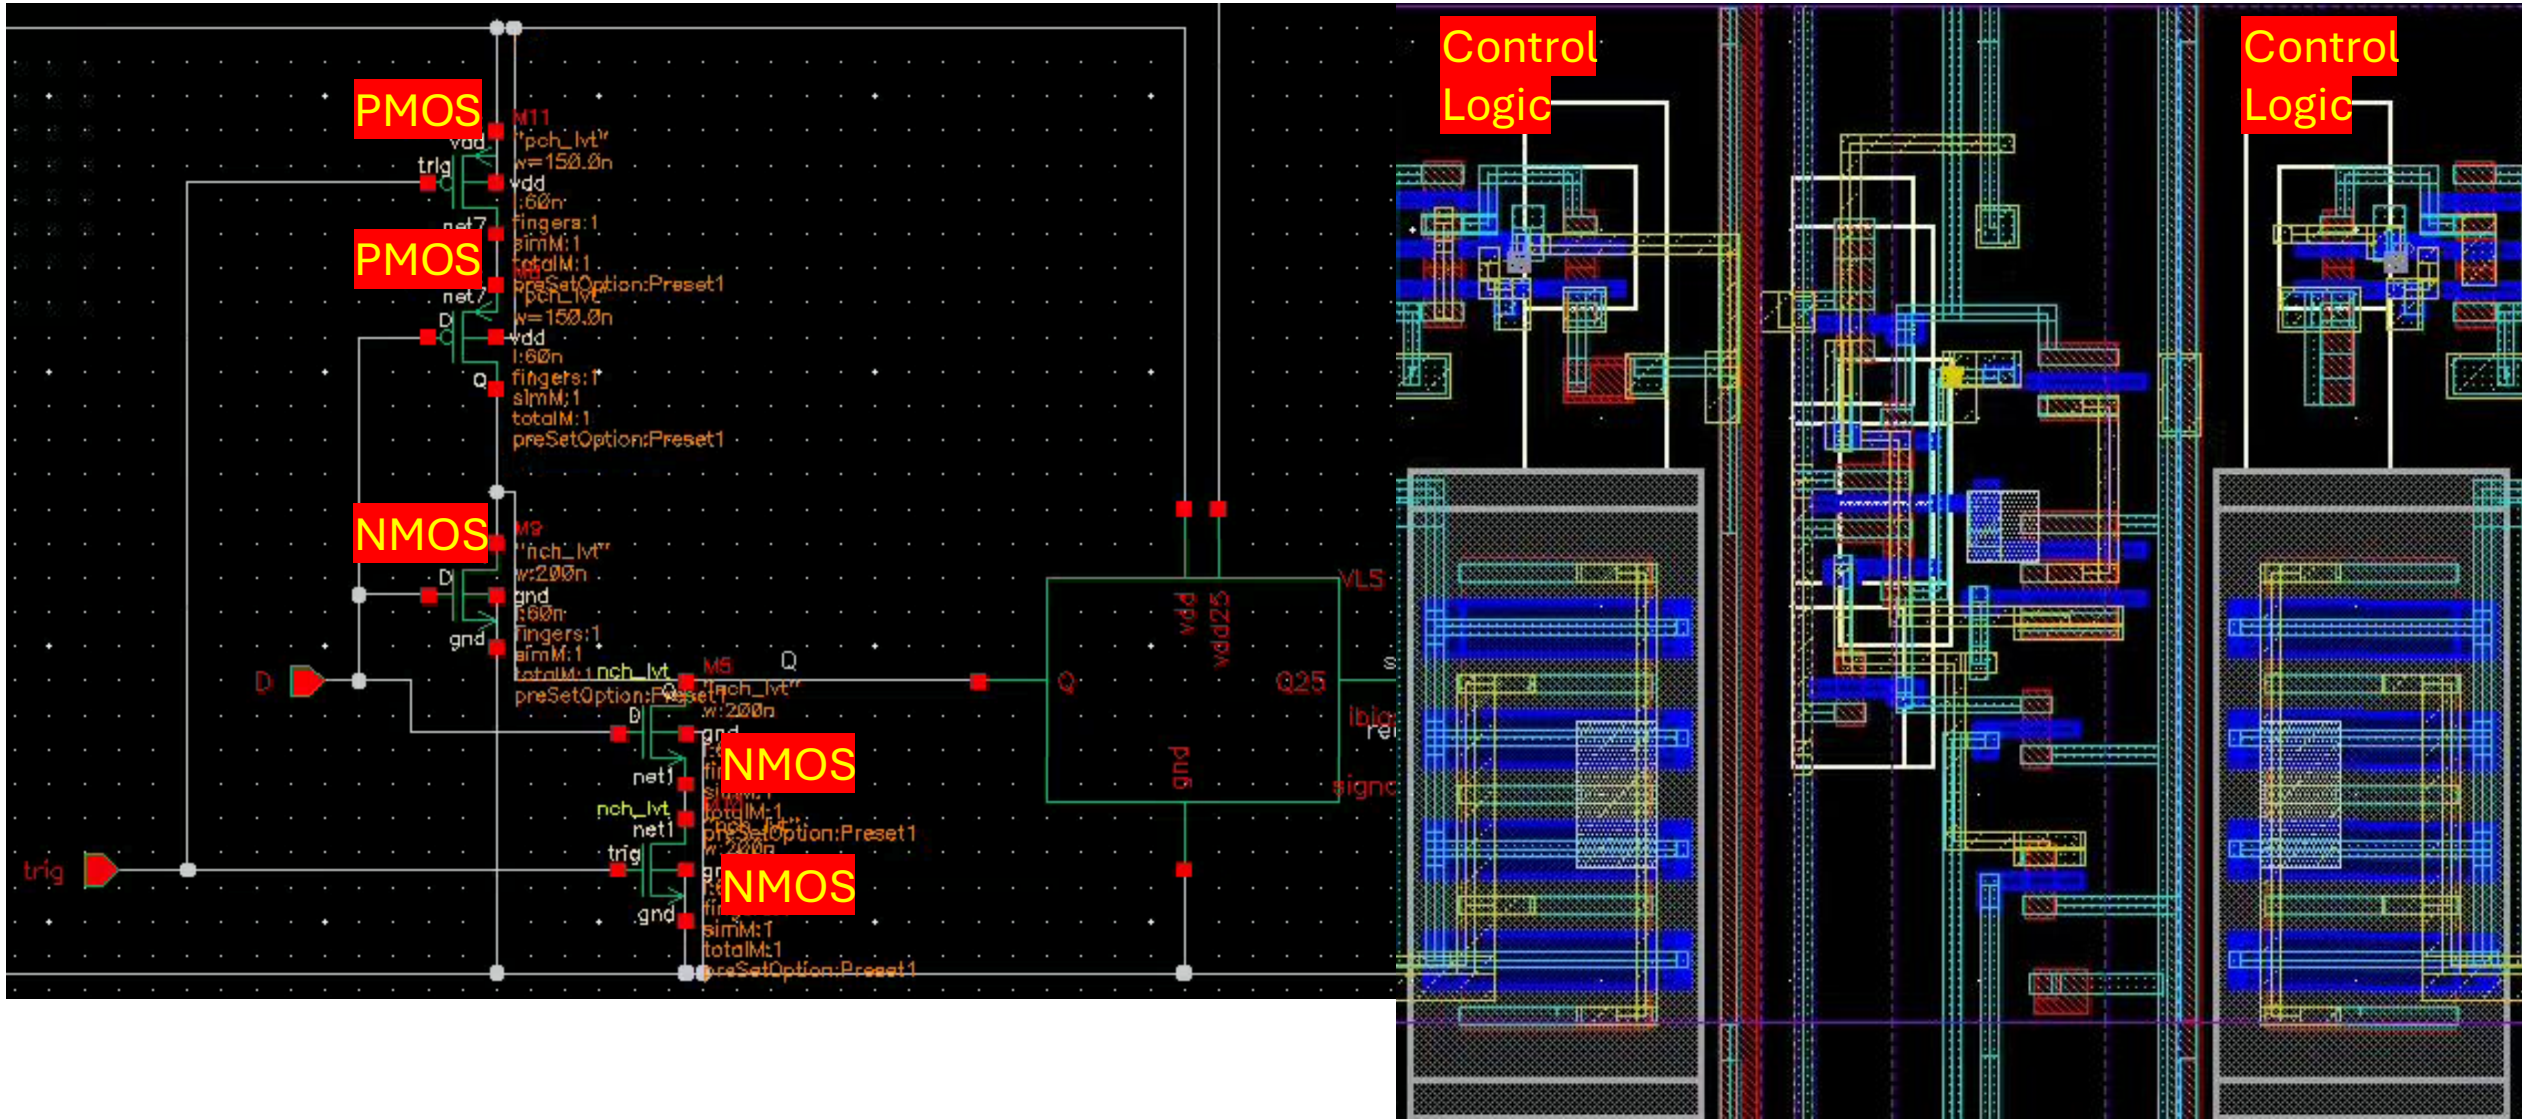 PMOS
M11
"pch_lvt"
vdd
w=150.0n
trig
vdd
l:60n
fingers:1
net7
simM:1
PMOS
totalM:1
preSetOption:Preset1
net7
"pch_lvt"
w=150.0n
D
vdd
l:60n
fingers:1
Q
simM:1
totalM:1
preSetOption:Preset1
NMOS
M9
"nch_lvt"
w:200n
D
gnd
l:60n
fingers:1
gnd
simM:1
totalM:1
preSetOption:Preset1
D
nch_lvt
M5
Q
"nch_lvt"
w:200n
D
gnd
NMOS
net1
nch_lvt
totalM:1
net1
preSetOption:Preset1
w:200n
trig
NMOS
gnd
simM:1
totalM:1
preSetOption:Preset1
trig
VLS
vdd
vdd25
Q
Q25
gnd
Control
Logic
Control
Logic